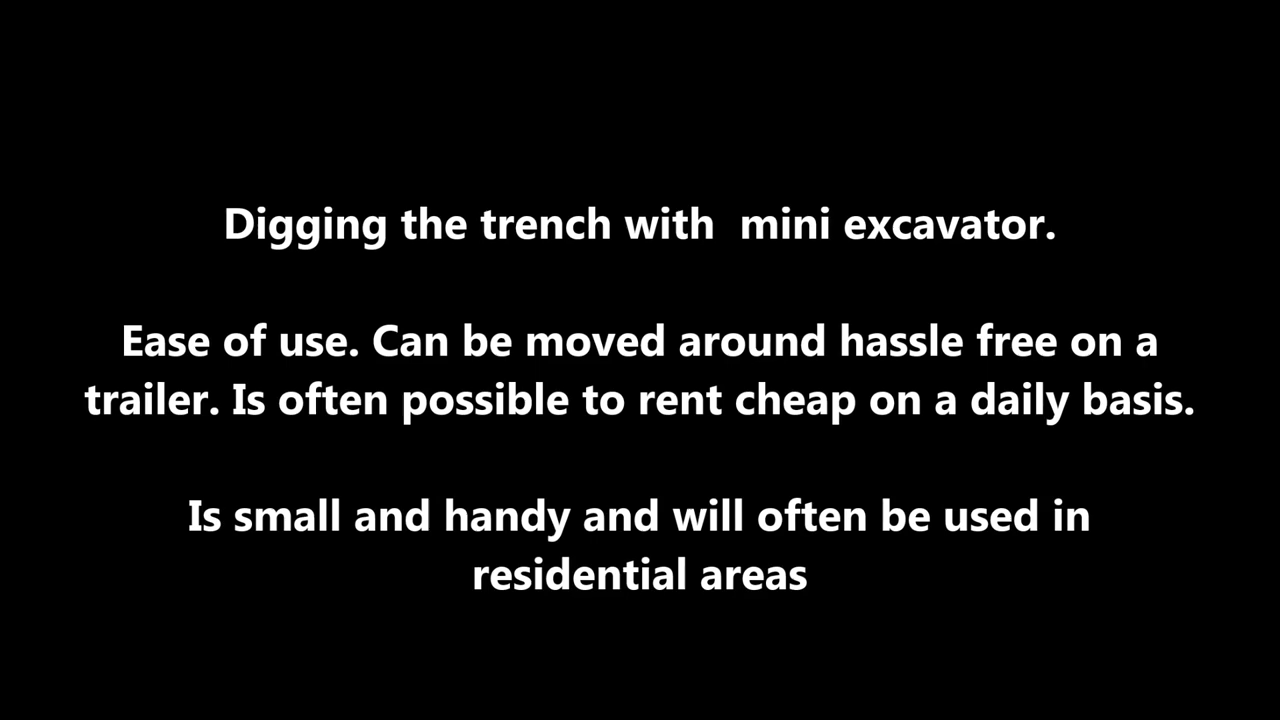 Digging the trench with  mini excavator.
Ease of use. Can be moved around hassle free on a
trailer. Is often possible to rent cheap on a daily basis.
Is small and handy and will often be used in
residential areas